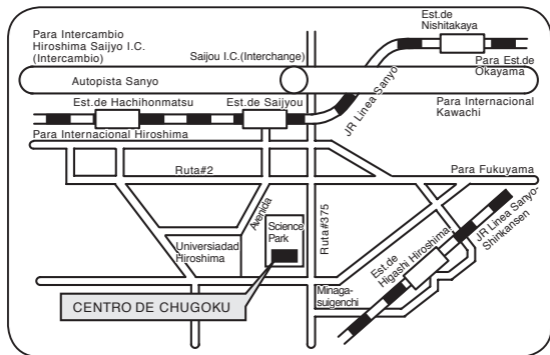 Est.de
Nishitakaya
Para Intercambio
Hiroshima Saijyo I.C.
(Intercambio)
Saijou I.C.(Interchange)
Para Est.de
Okayama
Autopista Sanyo
JR Linea Sanyo
Est.de Hachihonmatsu
Est.de Saijyou
Para Internacional
Kawachi
Para Internacional Hiroshima
Ruta#2
Para Fukuyama
Avenida
Science
Park
Ruta#375
JR Linea Sanyo-
Shinkansen
Universiadad
Hiroshima
Est.de
Higashi Hiroshima
Minaga-
suigenchi
CENTRO DE CHUGOKU